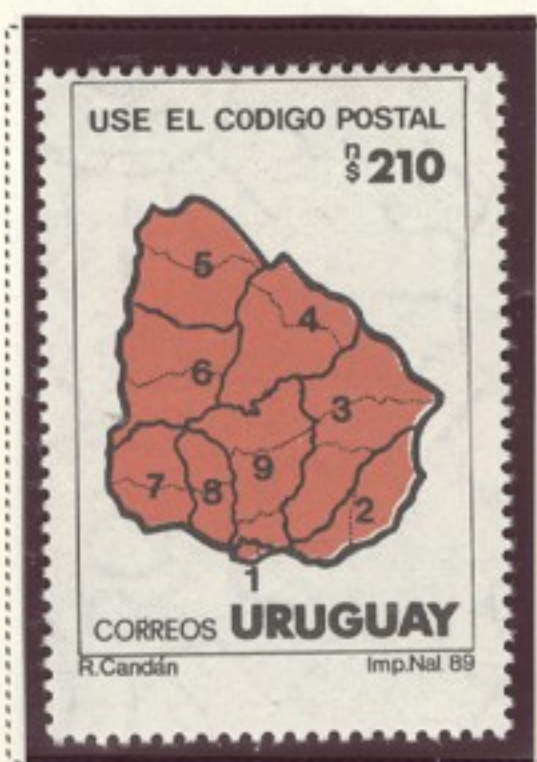 USE EL CODIGO POSTAL
n$ 210
5
4
6
3
7
8
9
2
1
CORREOS URUGUAY
R.Candán Imp.Nal 89